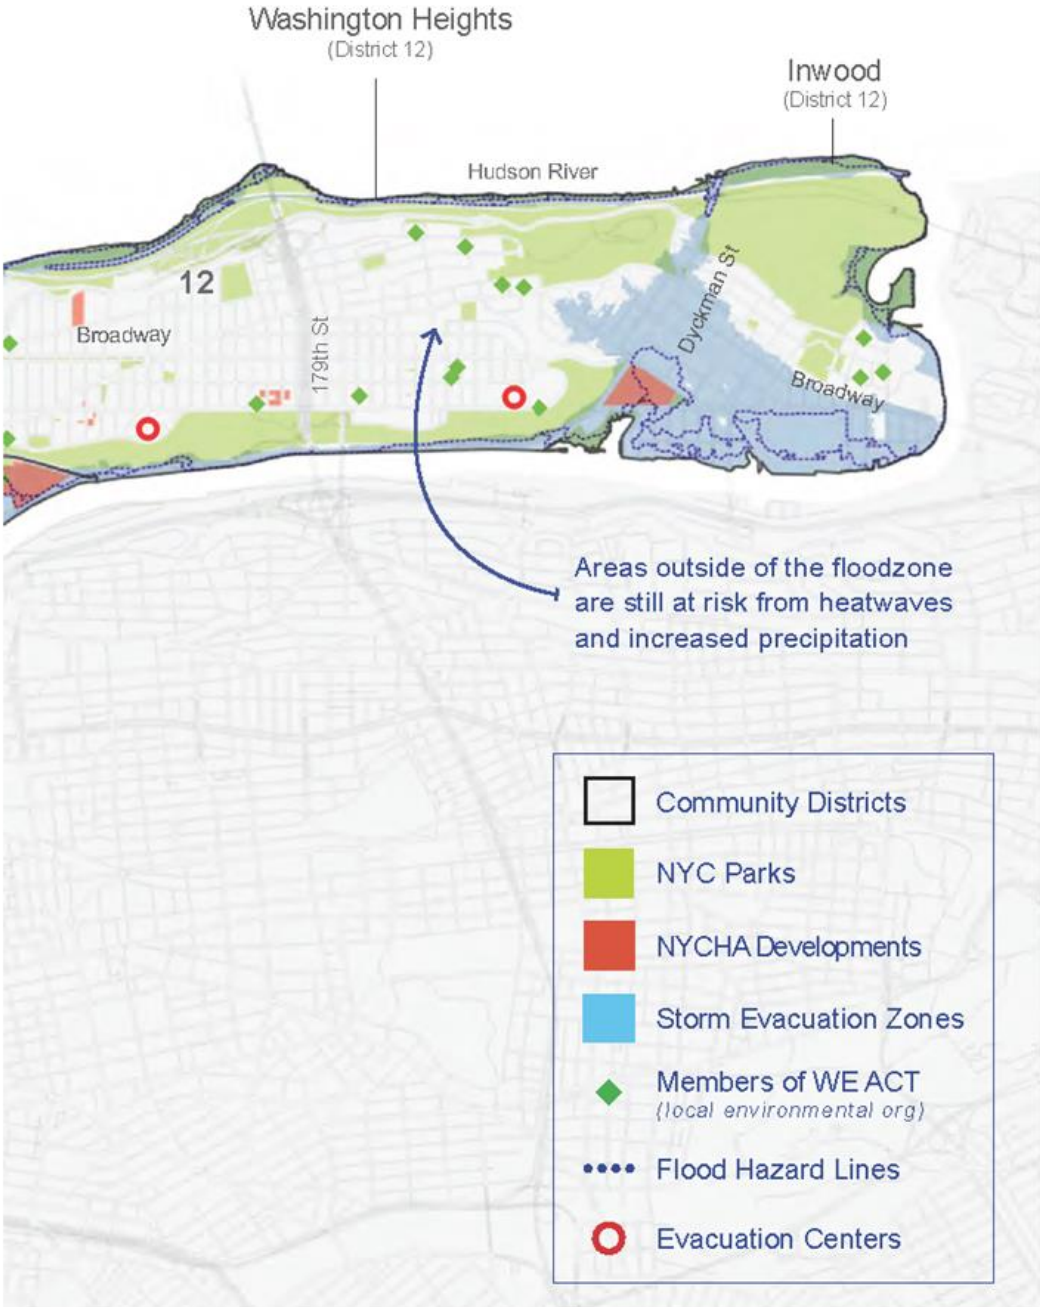 Washington Heights
(District 12)
Inwood
(District 12)
Hudson River
12
Broadway
179th St
Dyckman St
Broadway
Areas outside of the floodzone
are still at risk from heatwaves
and increased precipitation
Community Districts
NYC Parks
NYCHA Developments
Storm Evacuation Zones
Members of WE ACT
(local environmental org)
Flood Hazard Lines
Evacuation Centers